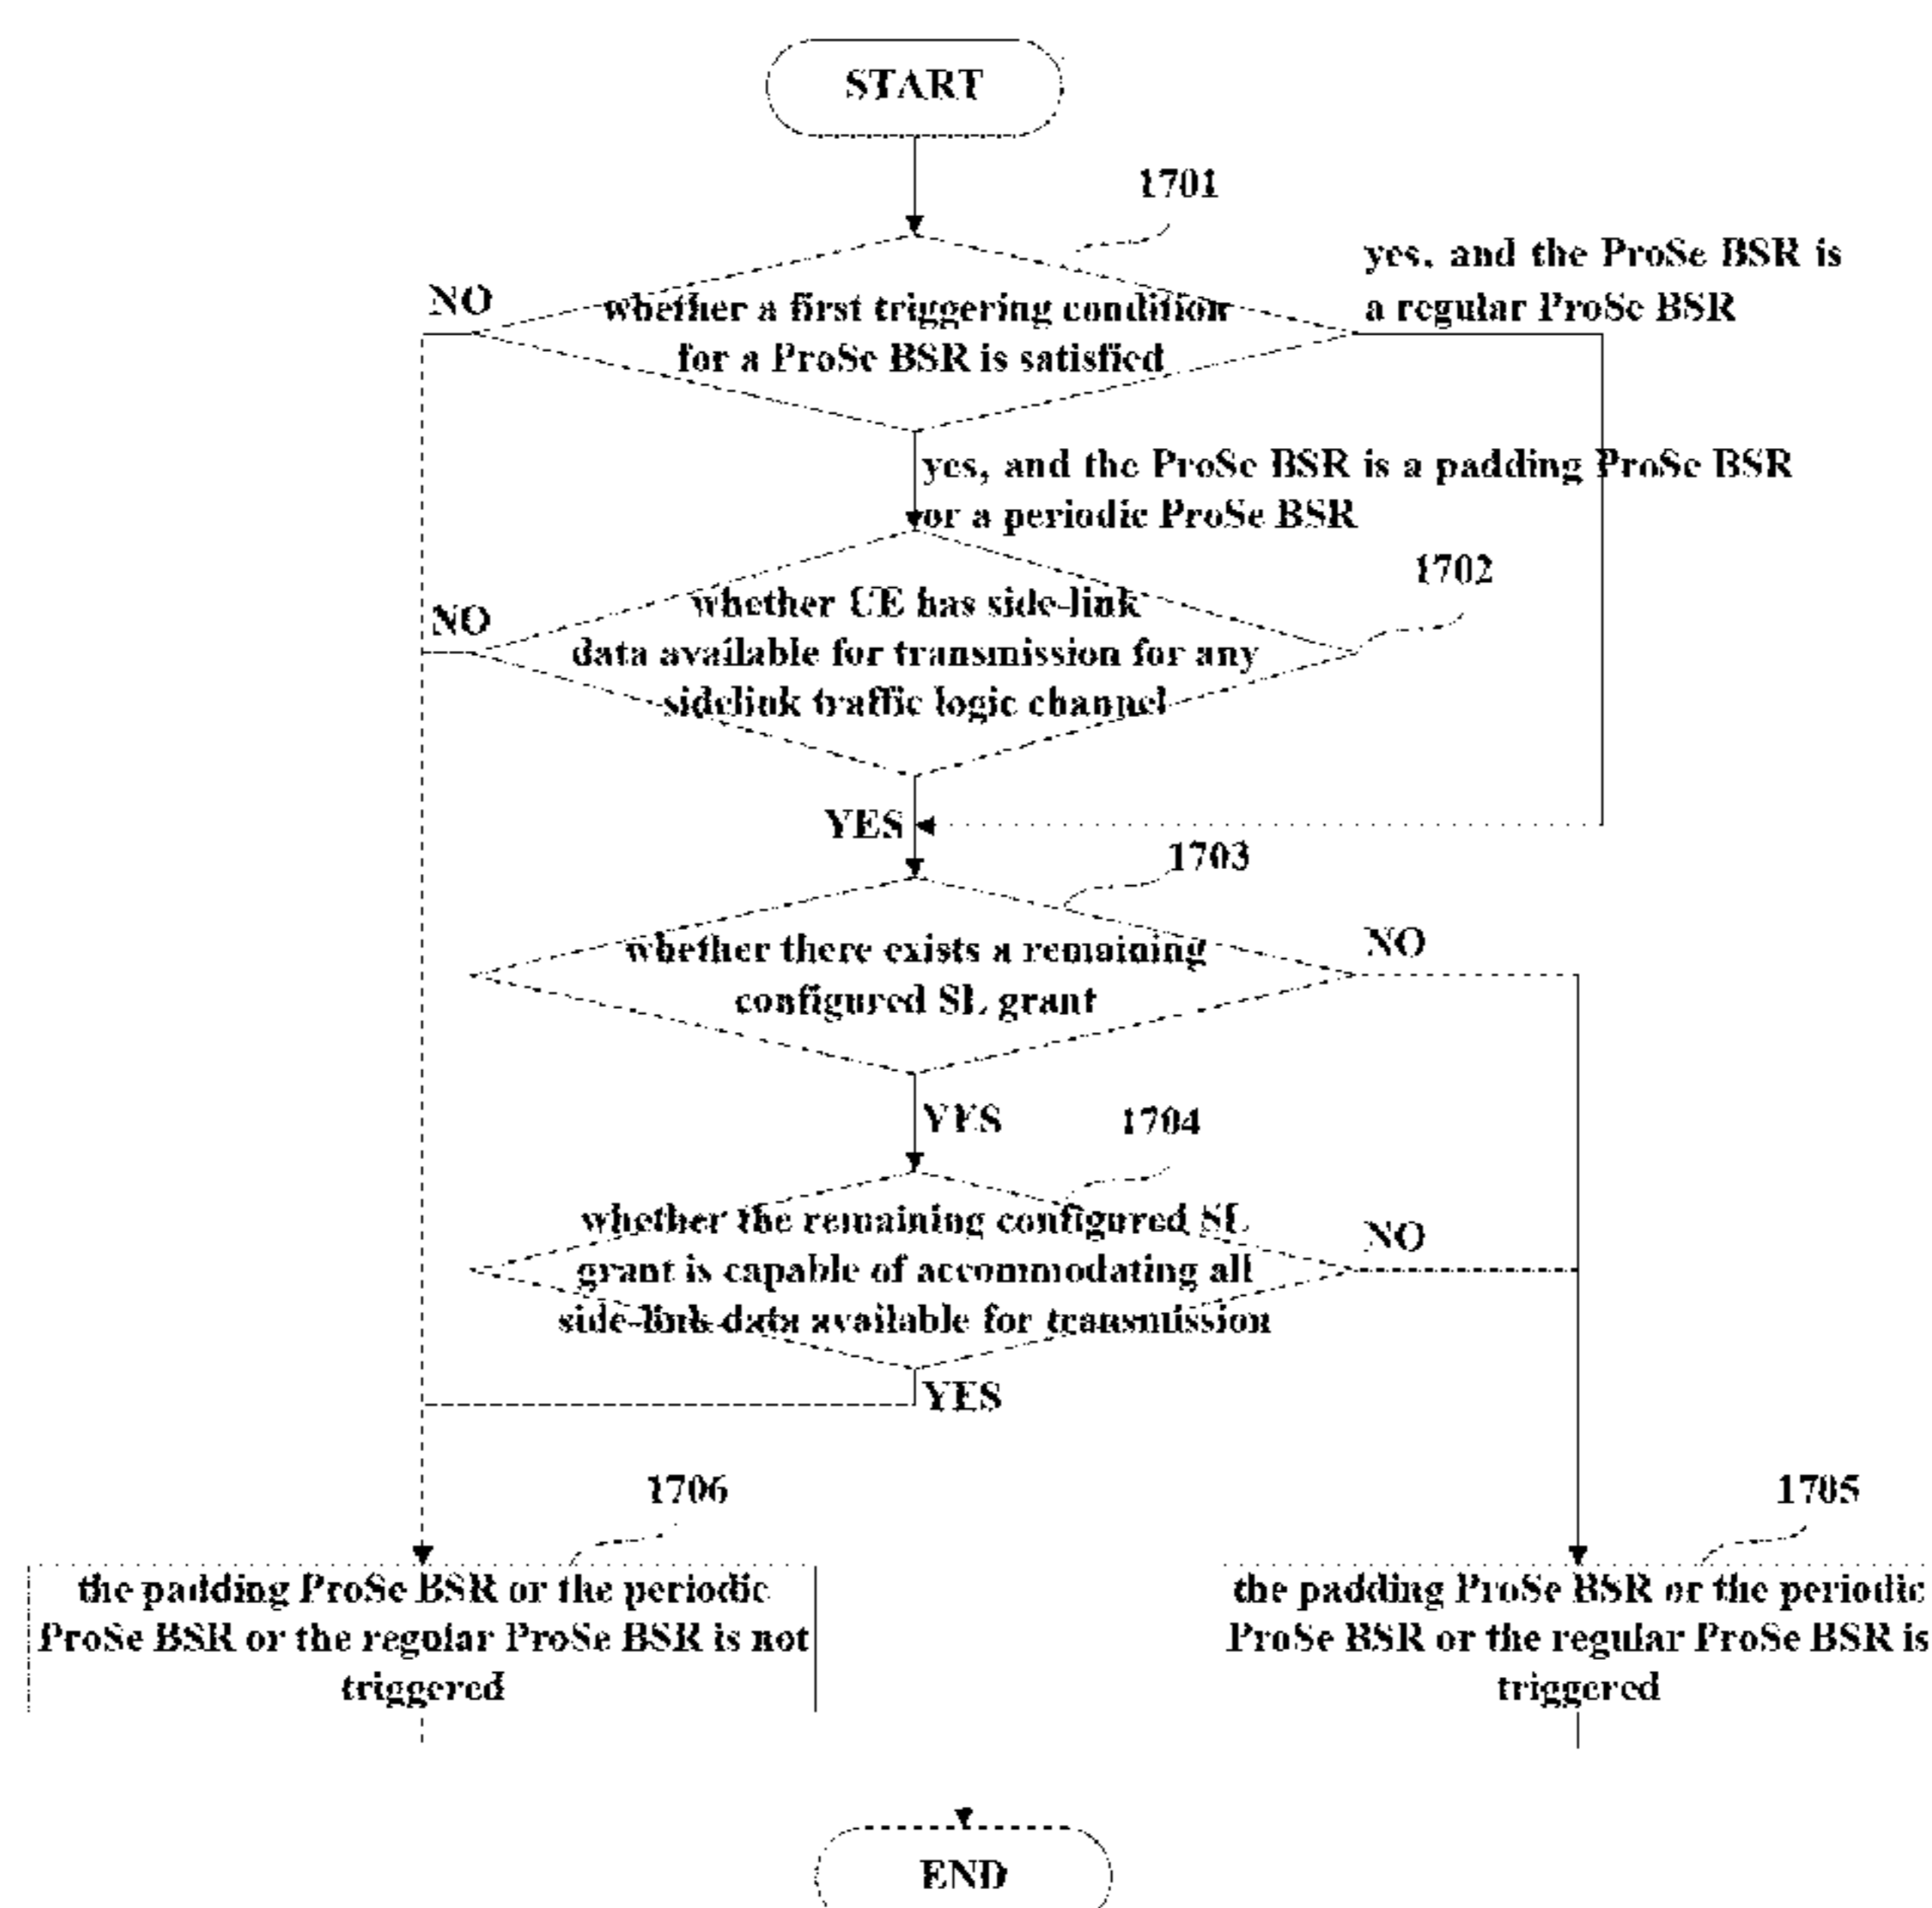 START
1701
yes, and the ProSe BSR is
a regular ProSe BSR
NO
whether a first triggering condition
for a ProSe BSR is satisfied
yes, and the ProSe BSR is a padding ProSe BSR
or a periodic ProSe BSR
1702
NO
whether UE has side-link
data available for transmission for any
sidelink traffic logic channel
YES
1703
whether there exists a remaining
configured SL grant
NO
YES
1704
whether the remaining configured SL
grant is capable of accommodating all
side-link data available for transmission
NO
YES
1706
the padding ProSe BSR or the periodic
ProSe BSR or the regular ProSe BSR is not
triggered
1705
the padding ProSe BSR or the periodic
ProSe BSR or the regular ProSe BSR is
triggered
END